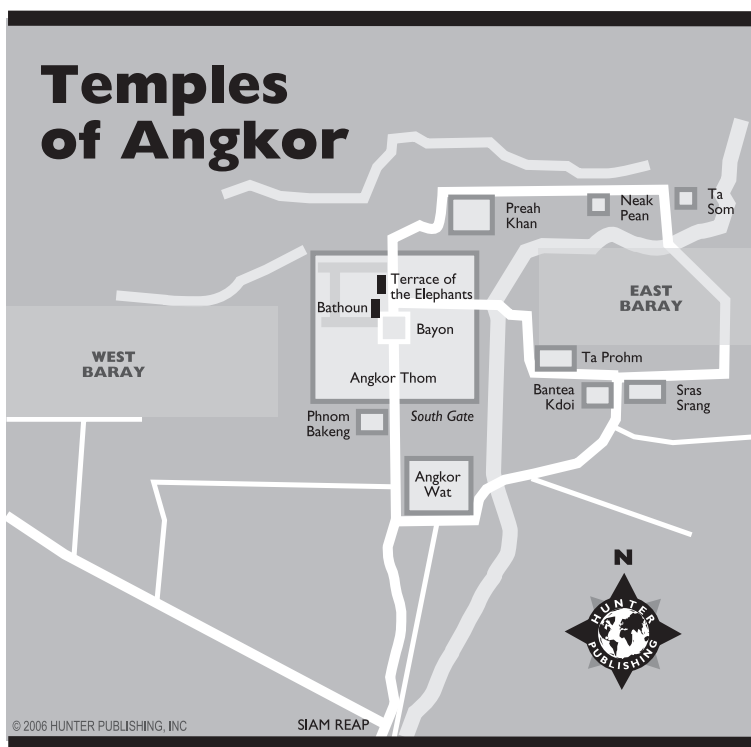 Temples
of Angkor
Ta
Som
Neak
Pean
Preah
Khan
Terrace of
the Elephants
EAST
BARAY
Bathoun
Bayon
WEST
BARAY
Ta Prohm
Angkor Thom
Bantea
Kdoi
Sras
Srang
Phnom
Bakeng
South Gate
Angkor
Wat
N
HUNTER
PUBLISHING
© 2006 HUNTER PUBLISHING, INC
SIAM REAP